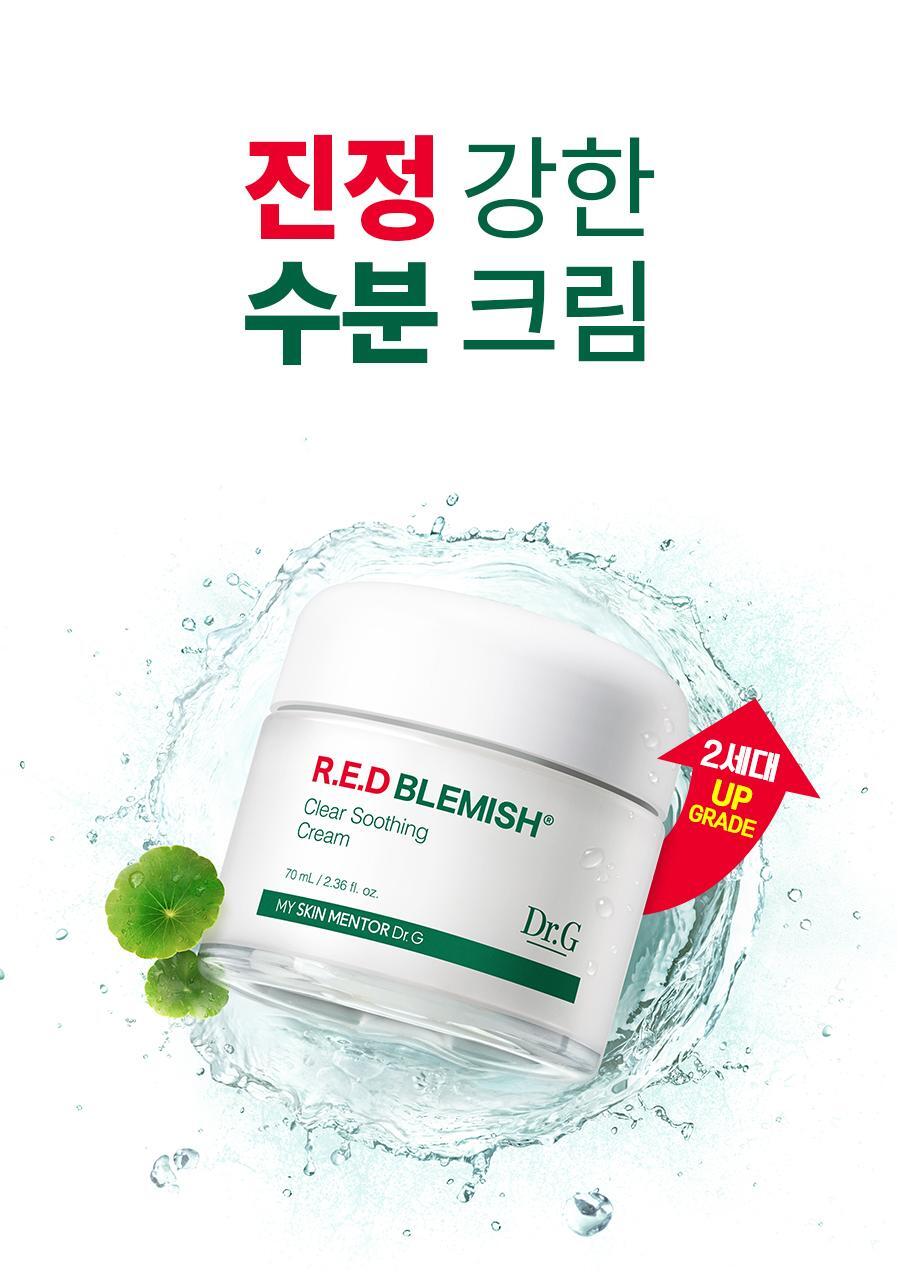 진정 강한
수분 크림
2세대
UP
GRADE
R.E.D BLEMISH®
Clear Soothing
Cream
70 mL / 2.36 fl. oz.
MY SKIN MENTOR Dr.G
Dr.G